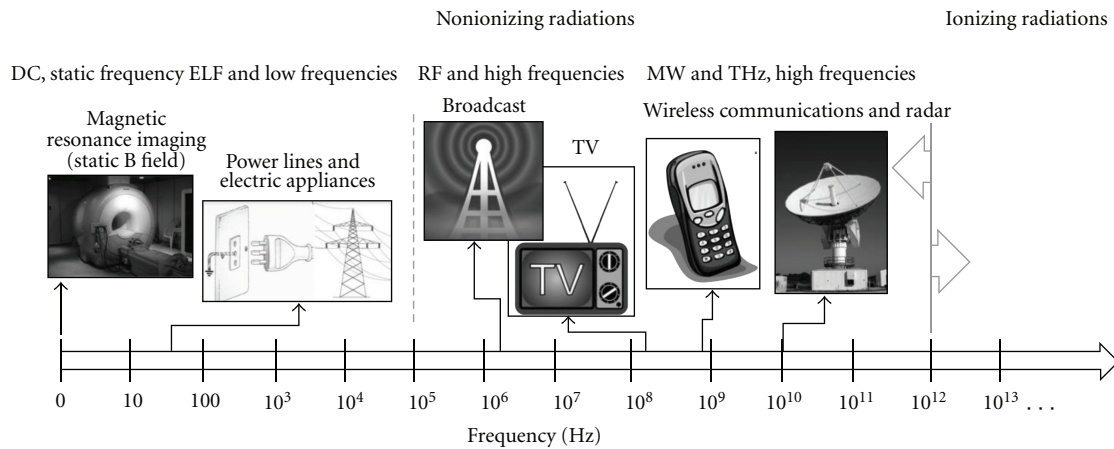 Nonionizing radiations
Ionizing radiations
DC, static frequency ELF and low frequencies
RF and high frequencies
MW and THz, high frequencies
Broadcast
Wireless communications and radar
Magnetic
resonance imaging
(static B field)
Power lines and
electric appliances
TV
TV
0 10 100 10³ 10⁴ 10⁵ 10⁶ 10⁷ 10⁸ 10⁹ 10¹⁰ 10¹¹ 10¹² 10¹³ . . .
Frequency (Hz)